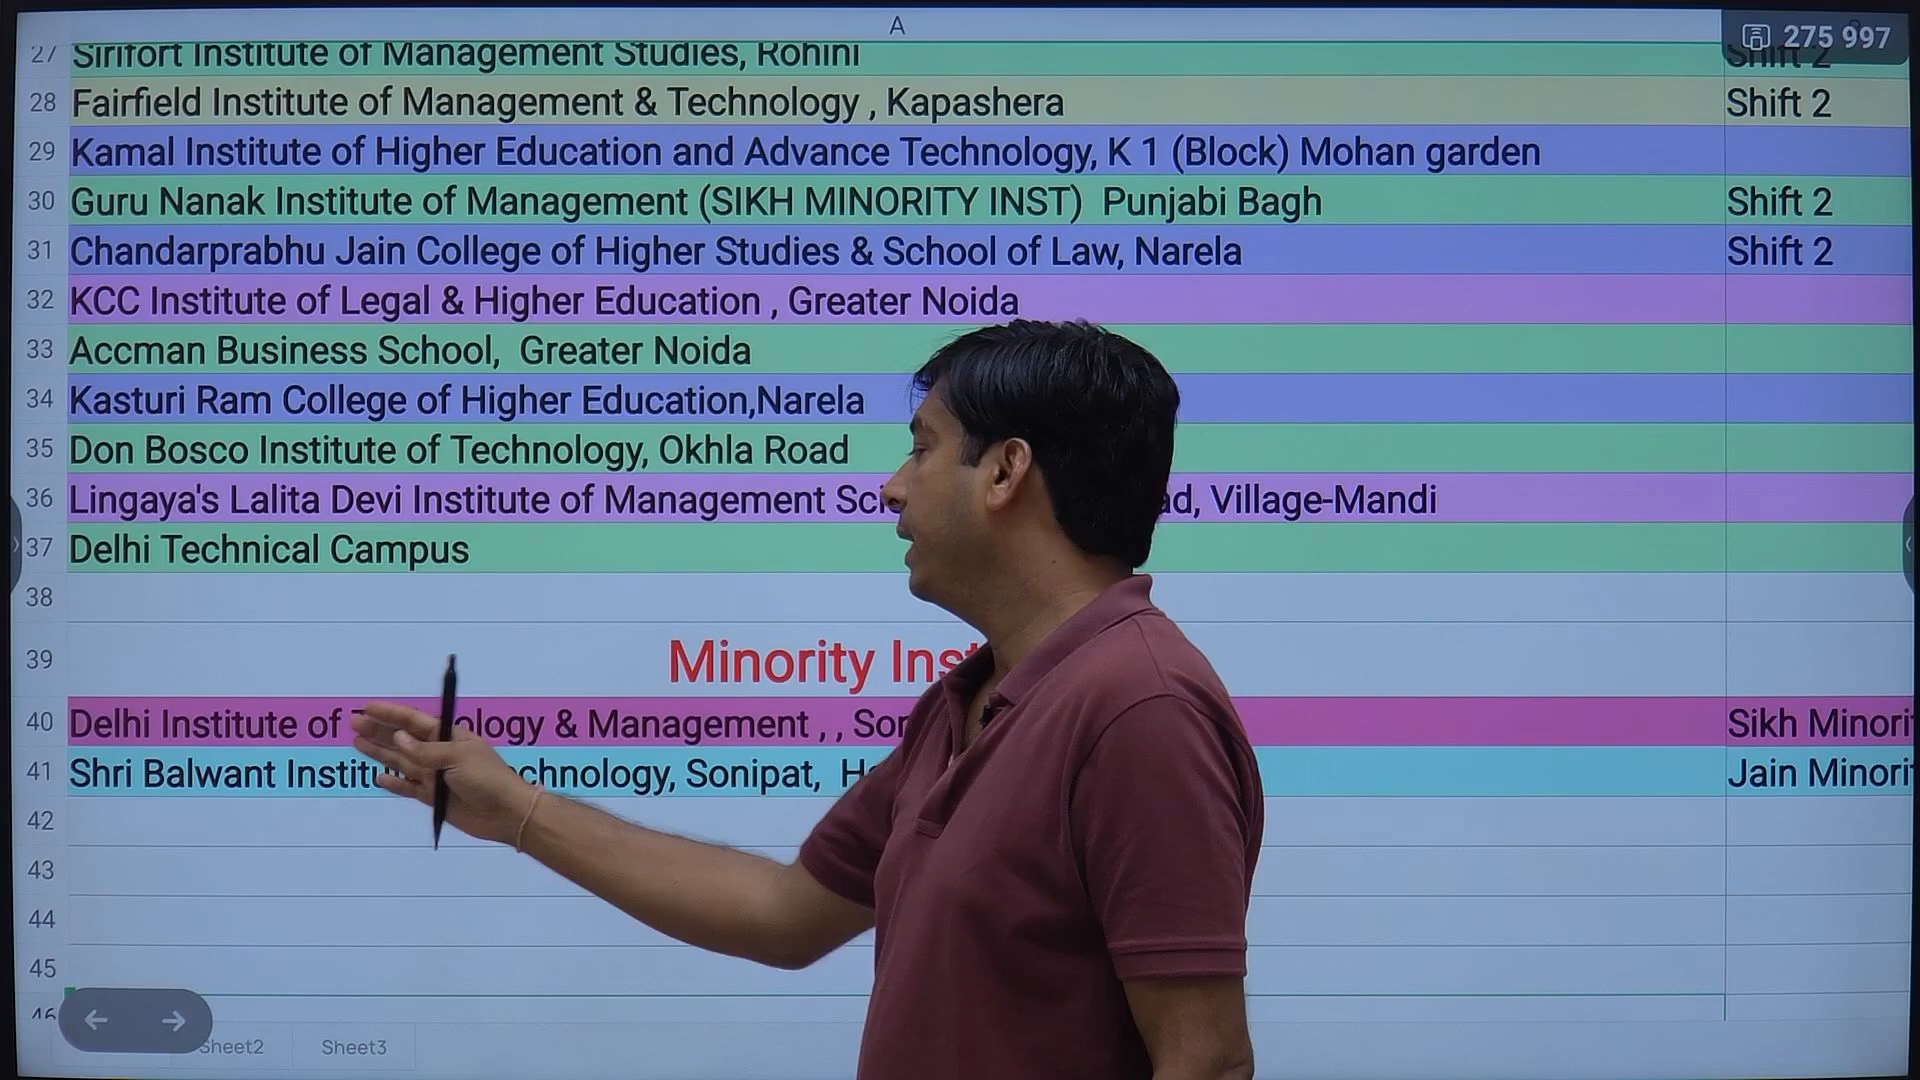 A
275 997
27 Sirifort Institute of Management Studies, Rohini Shift 2
28 Fairfield Institute of Management & Technology , Kapashera Shift 2
29 Kamal Institute of Higher Education and Advance Technology, K 1 (Block) Mohan garden
30 Guru Nanak Institute of Management (SIKH MINORITY INST) Punjabi Bagh Shift 2
31 Chandarprabhu Jain College of Higher Studies & School of Law, Narela Shift 2
32 KCC Institute of Legal & Higher Education , Greater Noida
33 Accman Business School, Greater Noida
34 Kasturi Ram College of Higher Education,Narela
35 Don Bosco Institute of Technology, Okhla Road
36 Lingaya's Lalita Devi Institute of Management Sci ad, Village-Mandi
37 Delhi Technical Campus
38
39 Minority Inst
40 Delhi Institute of T ology & Management , , Son Sikh Minori
41 Shri Balwant Institu chnology, Sonipat, Ha Jain Minori
42
43
44
45
46
Sheet2 Sheet3